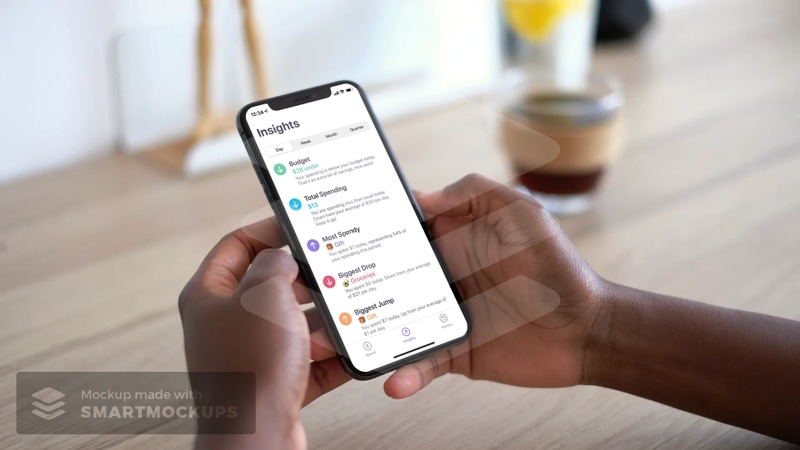 12:34
Insights
Day Week Month Quarter
Budget
$28 under
Your spending is below your budget today.
That's an extra bit of savings, nice work!
Total Spending
$13
You are spending less than usual today.
Down from your average of $30 per day.
Keep it up!
Most Spendy
Gift
You spent $7 today, representing 54% of
your spending this period.
Biggest Drop
Groceries
You spent $0 today. Down from your average
of $21 per day.
Biggest Jump
Gift
You spent $7 today. Up from your average of
$1 per day.
Spend Insights History
Mockup made with
SMARTMOCKUPS